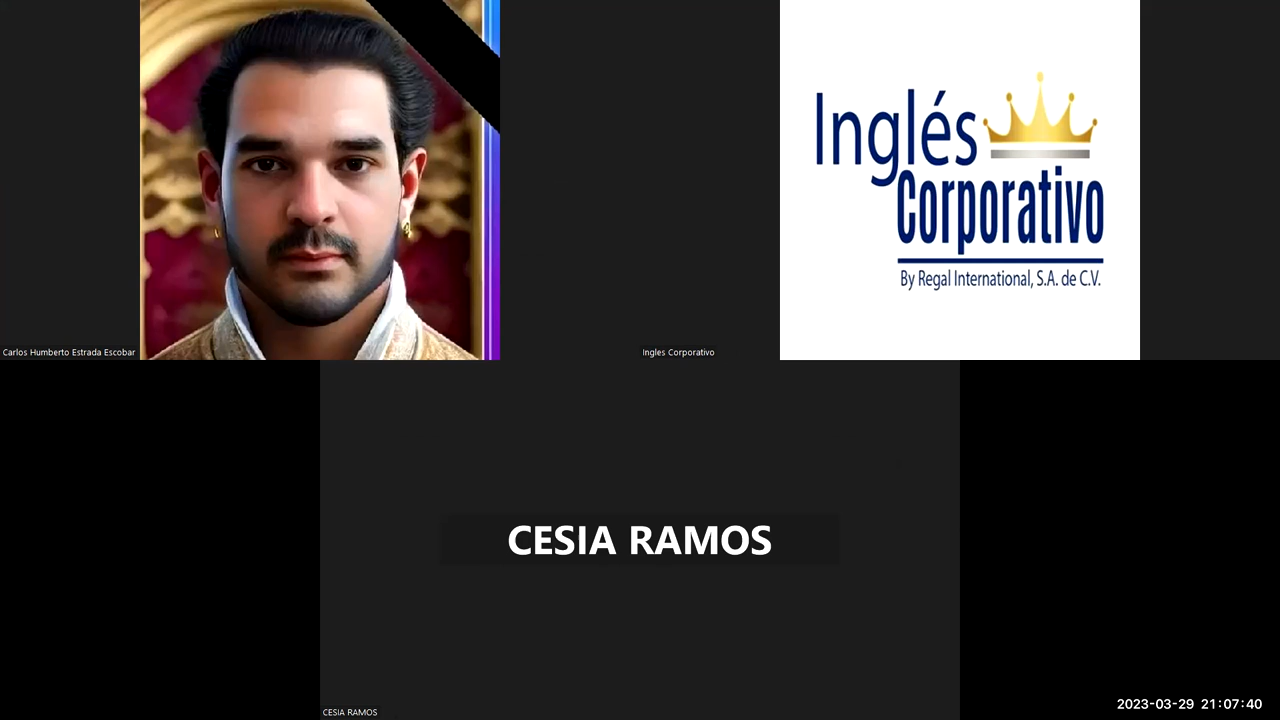 Inglés
Corporativo
By Regal International, S.A. de C.V.
Carlos Humberto Estrada Escobar
Ingles Corporativo
CESIA RAMOS
CESIA RAMOS
2023-03-29 21:07:40